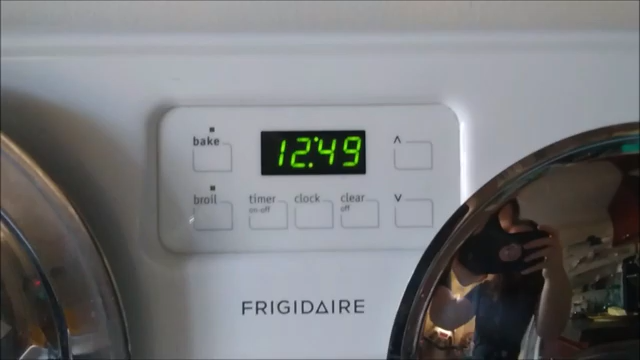 bake
12:49
^
broil
timer
on·off
clock
clear
off
v
FRIGIDAIRE